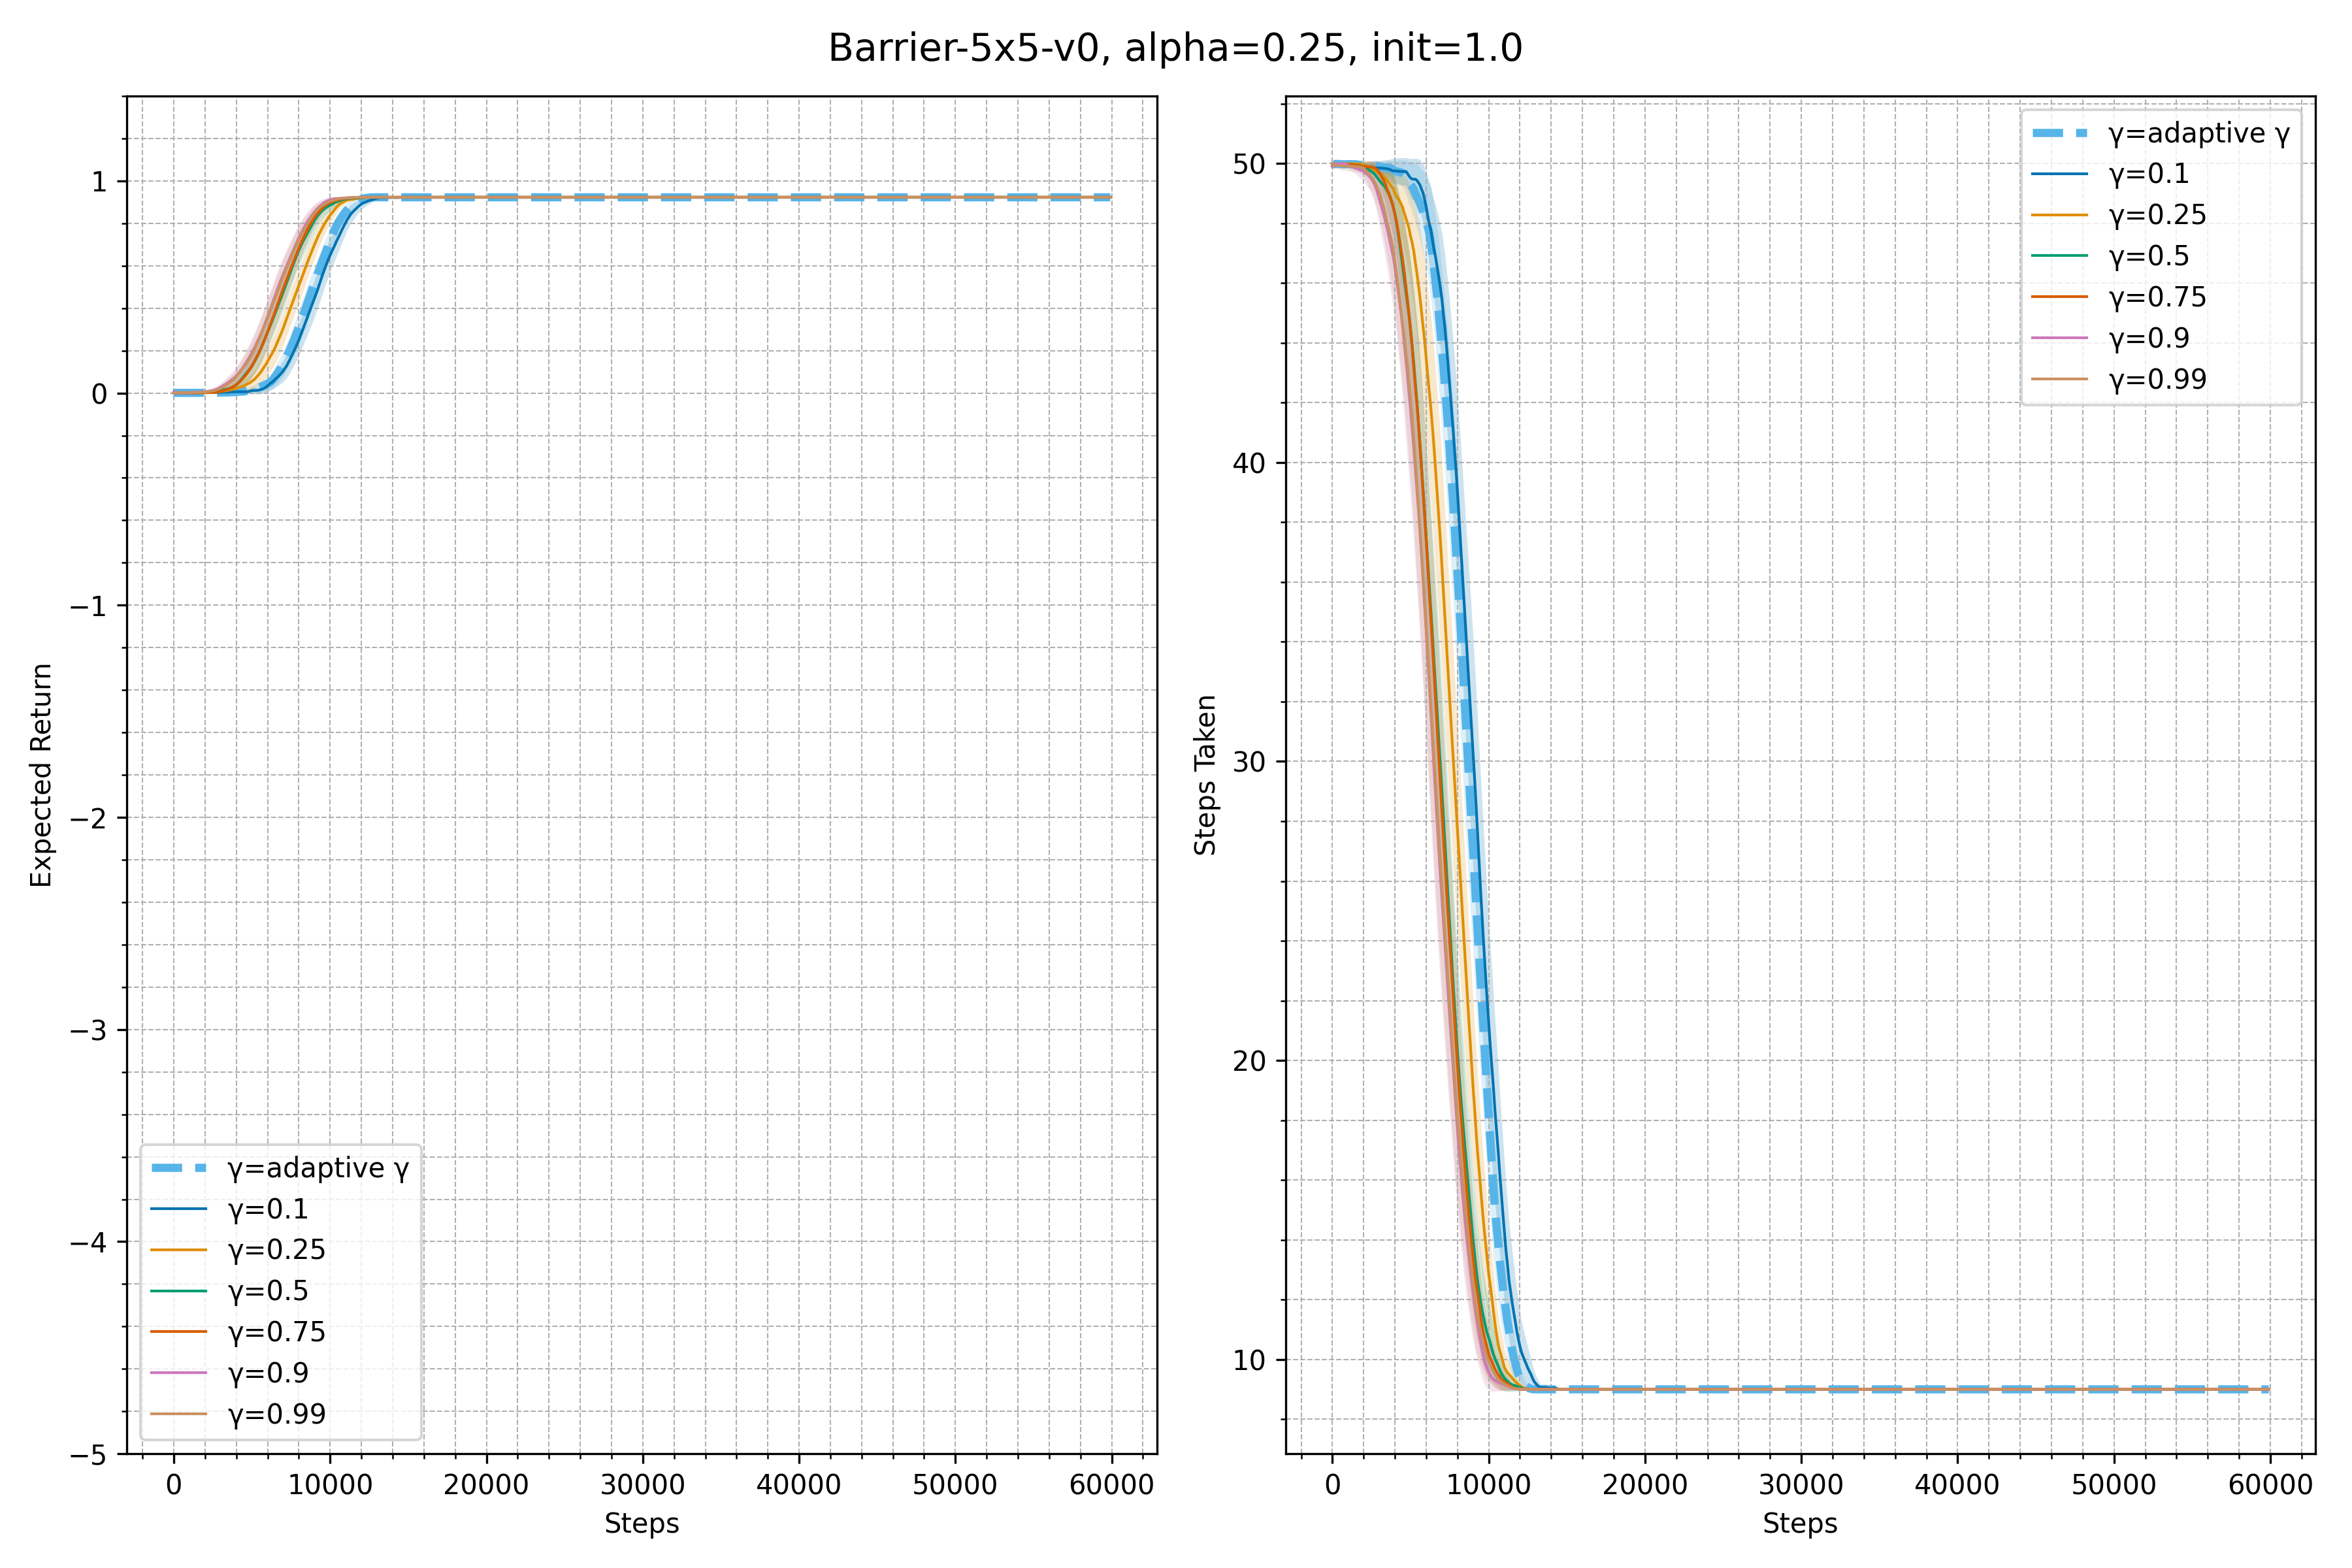 Barrier-5x5-v0, alpha=0.25, init=1.0
Expected Return
1
0
−1
−2
−3
−4
−5
γ=adaptive γ
γ=0.1
γ=0.25
γ=0.5
γ=0.75
γ=0.9
γ=0.99
0 10000 20000 30000 40000 50000 60000
Steps
Steps Taken
50
40
30
20
10
γ=adaptive γ
γ=0.1
γ=0.25
γ=0.5
γ=0.75
γ=0.9
γ=0.99
0 10000 20000 30000 40000 50000 60000
Steps